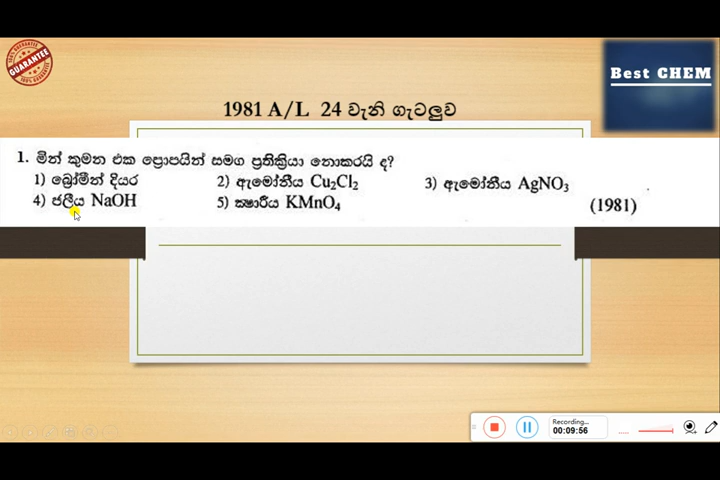 GUARANTEE
Best CHEM
1981 A/L 24 වැනි ගැටලුව
1. මින් කුමන එක ප්‍රොපයින් සමග ප්‍රතික්‍රියා නොකරයි ද?
1) බ්‍රෝමීන් දියර 2) ඇමෝනීය Cu₂Cl₂ 3) ඇමෝනීය AgNO₃
4) ජලීය NaOH 5) ක්‍ෂාරීය KMnO₄ (1981)
Recording...
00:09:56